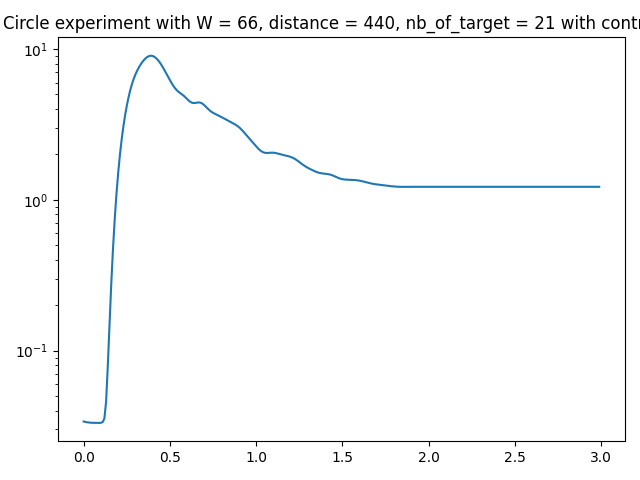 Circle experiment with W = 66, distance = 440, nb_of_target = 21 with contr
10¹
10⁰
10⁻¹
0.0 0.5 1.0 1.5 2.0 2.5 3.0